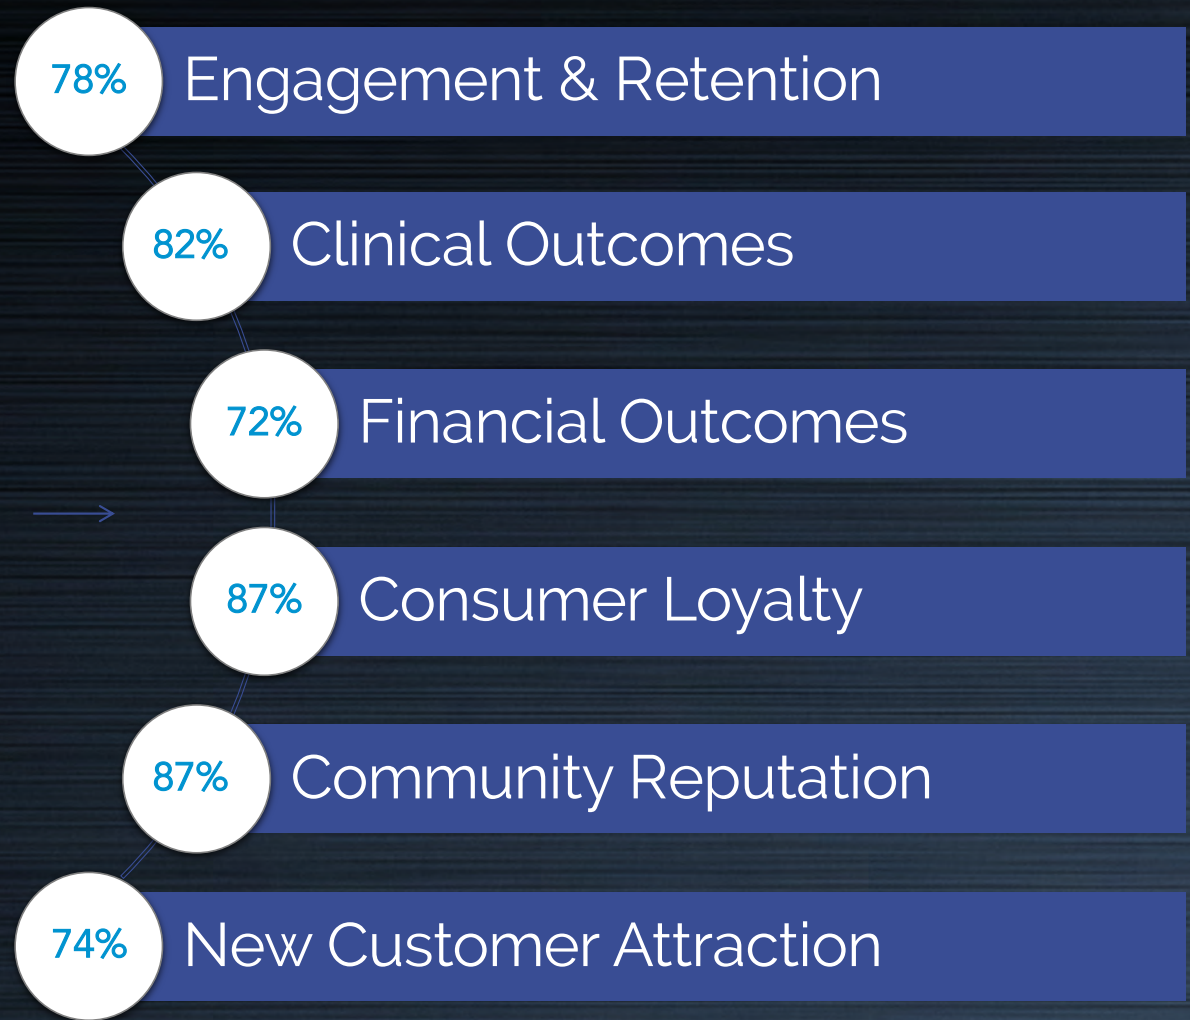 78% Engagement & Retention
82% Clinical Outcomes
72% Financial Outcomes
87% Consumer Loyalty
87% Community Reputation
74% New Customer Attraction